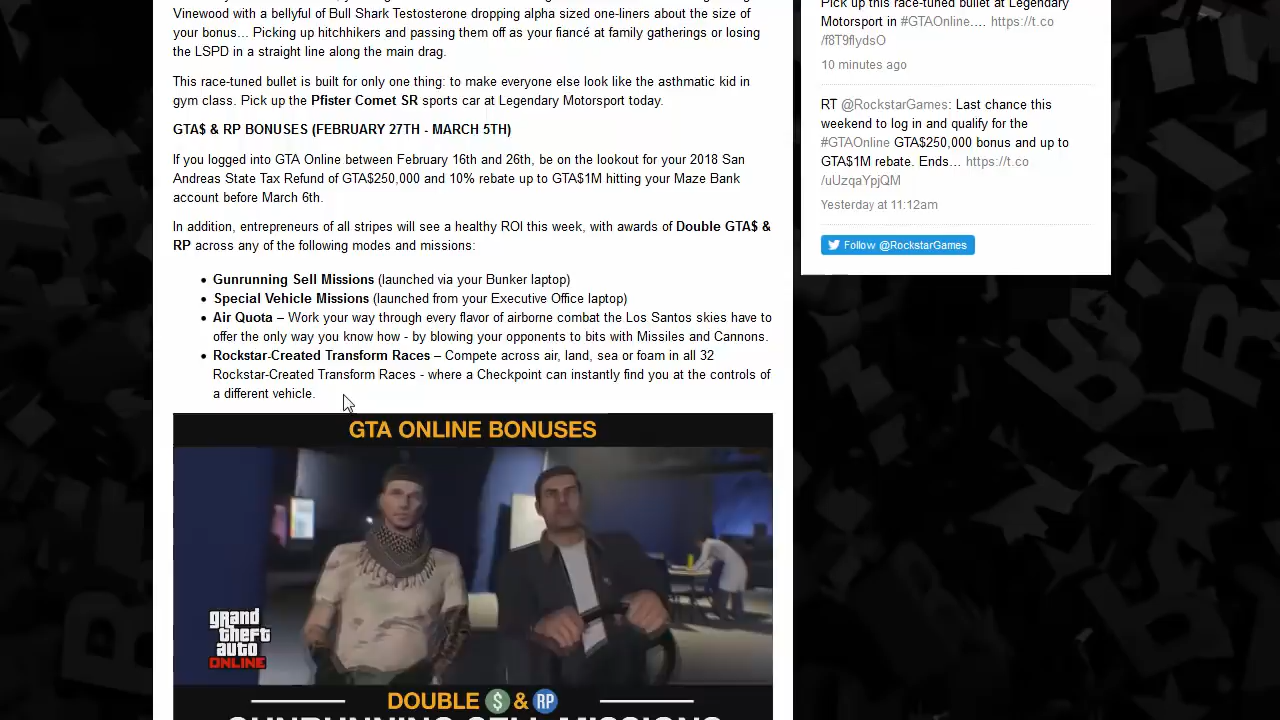 Vinewood with a bellyful of Bull Shark Testosterone dropping alpha sized one-liners about the size of
your bonus... Picking up hitchhikers and passing them off as your fiancé at family gatherings or losing
the LSPD in a straight line along the main drag.
This race-tuned bullet is built for only one thing: to make everyone else look like the asthmatic kid in
gym class. Pick up the Pfister Comet SR sports car at Legendary Motorsport today.
GTA$ & RP BONUSES (FEBRUARY 27TH - MARCH 5TH)
If you logged into GTA Online between February 16th and 26th, be on the lookout for your 2018 San
Andreas State Tax Refund of GTA$250,000 and 10% rebate up to GTA$1M hitting your Maze Bank
account before March 6th.
In addition, entrepreneurs of all stripes will see a healthy ROI this week, with awards of Double GTA$ &
RP across any of the following modes and missions:
• Gunrunning Sell Missions (launched via your Bunker laptop)
• Special Vehicle Missions (launched from your Executive Office laptop)
• Air Quota – Work your way through every flavor of airborne combat the Los Santos skies have to
offer the only way you know how - by blowing your opponents to bits with Missiles and Cannons.
• Rockstar-Created Transform Races – Compete across air, land, sea or foam in all 32
Rockstar-Created Transform Races - where a Checkpoint can instantly find you at the controls of
a different vehicle.
GTA ONLINE BONUSES
grand
theft
auto
ONLINE
DOUBLE $ & RP
GUNRUNNING SELL MISSIONS
Pick up this race-tuned bullet at Legendary
Motorsport in #GTAOnline.... https://t.co
/f8T9flydsO
10 minutes ago
RT @RockstarGames: Last chance this
weekend to log in and qualify for the
#GTAOnline GTA$250,000 bonus and up to
GTA$1M rebate. Ends... https://t.co
/uUzqaYpjQM
Yesterday at 11:12am
Follow @RockstarGames